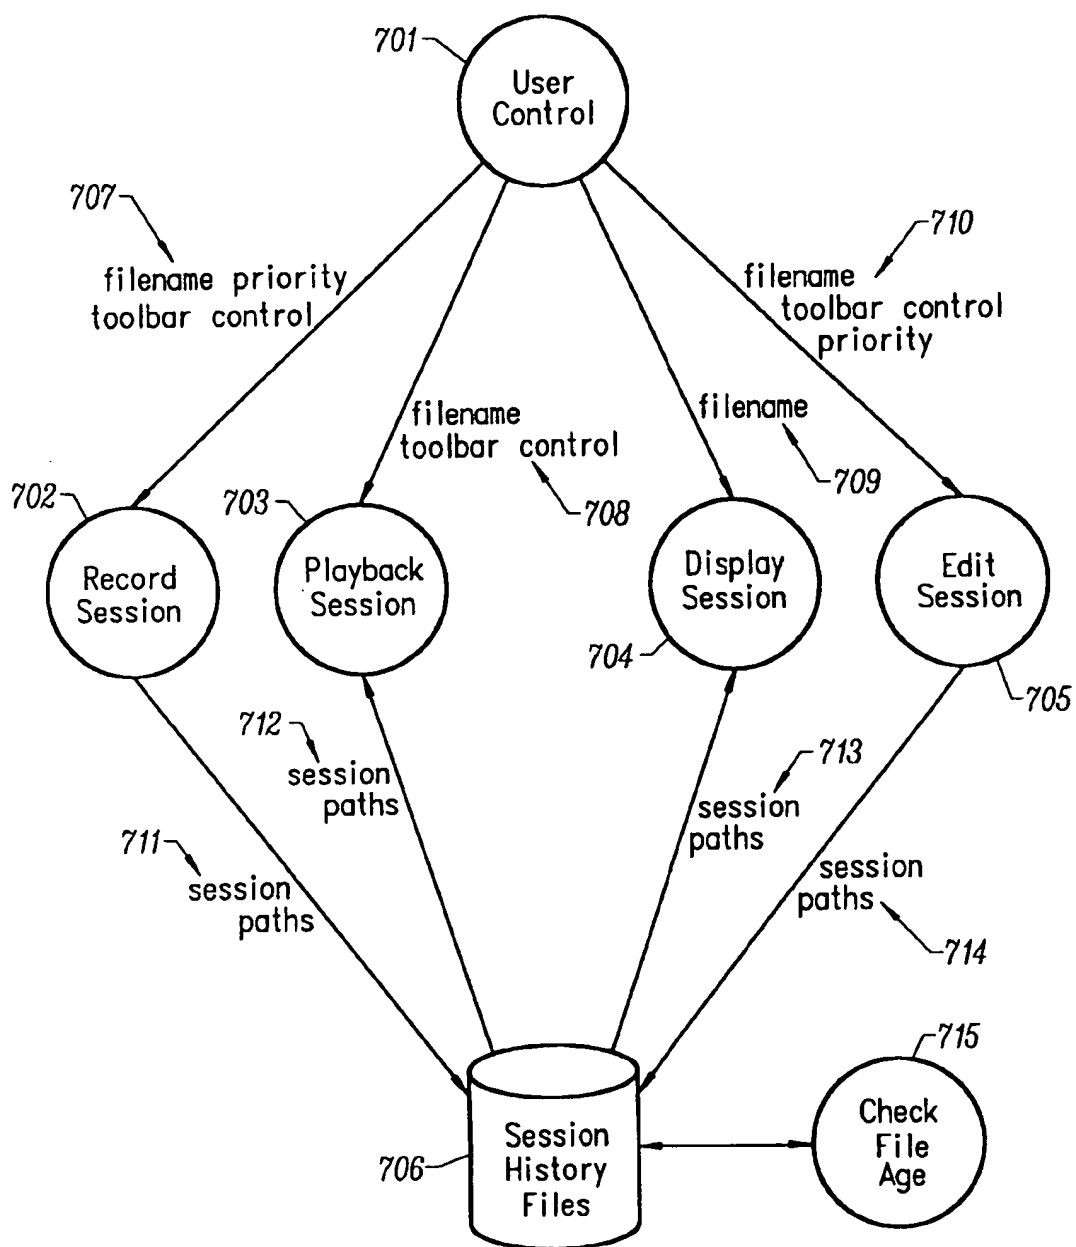 701
User
Control
707
filename priority
toolbar control
710
filename
toolbar control
priority
filename
toolbar control
708
filename
709
702
Record
Session
703
Playback
Session
Display
Session
704
Edit
Session
705
712
session
paths
713
session
paths
711
session
paths
session
paths
714
715
Check
File
Age
Session
History
Files
706